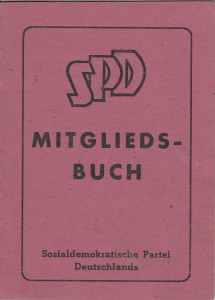 SPD
MITGLIEDS-
BUCH
Sozialdemokratische Partei
Deutschlands